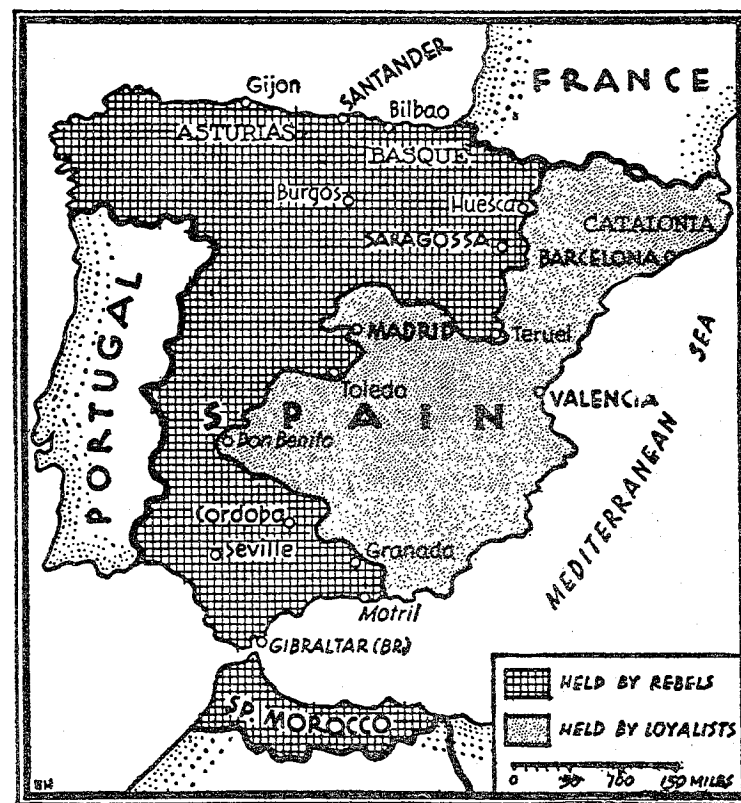 Gijon
SANTANDER
Bilbao
FRANCE
ASTURIAS
BASQUE
Burgos
Huesca
CATALONIA
SARAGOSSA
BARCELONA
PORTUGAL
MADRID
Teruel
SEA
Toledo
VALENCIA
SPAIN
Don Benito
MEDITERRANEAN
Cordoba
Seville
Granada
Motril
GIBRALTAR (BR.)
SP. MOROCCO
HELD BY REBELS
HELD BY LOYALISTS
0 50 100 150 MILES